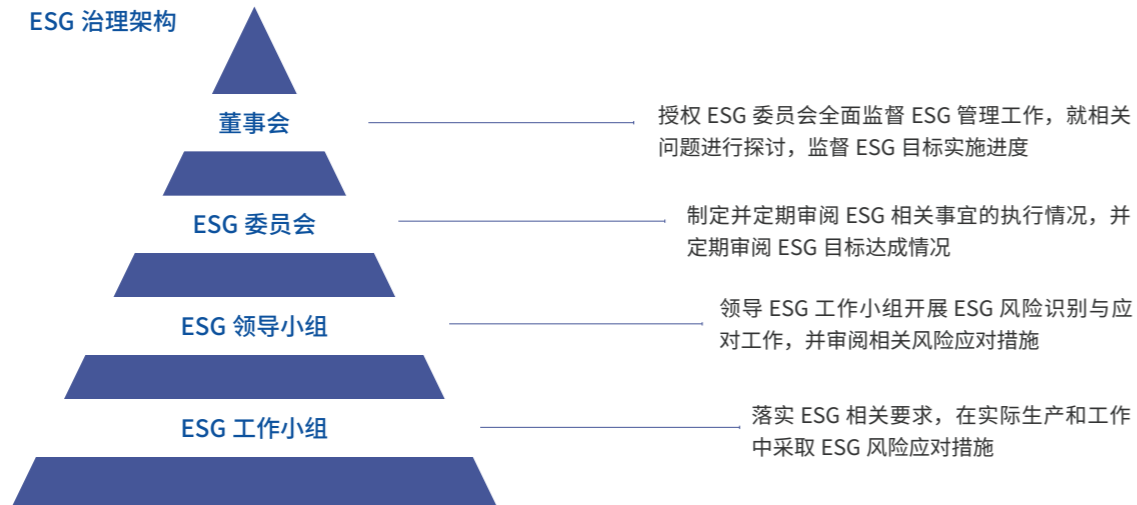 ESG 治理架构
董事会
授权 ESG 委员会全面监督 ESG 管理工作，就相关
问题进行探讨，监督 ESG 目标实施进度
ESG 委员会
制定并定期审阅 ESG 相关事宜的执行情况，并
定期审阅 ESG 目标达成情况
ESG 领导小组
领导 ESG 工作小组开展 ESG 风险识别与应
对工作，并审阅相关风险应对措施
ESG 工作小组
落实 ESG 相关要求，在实际生产和工作
中采取 ESG 风险应对措施